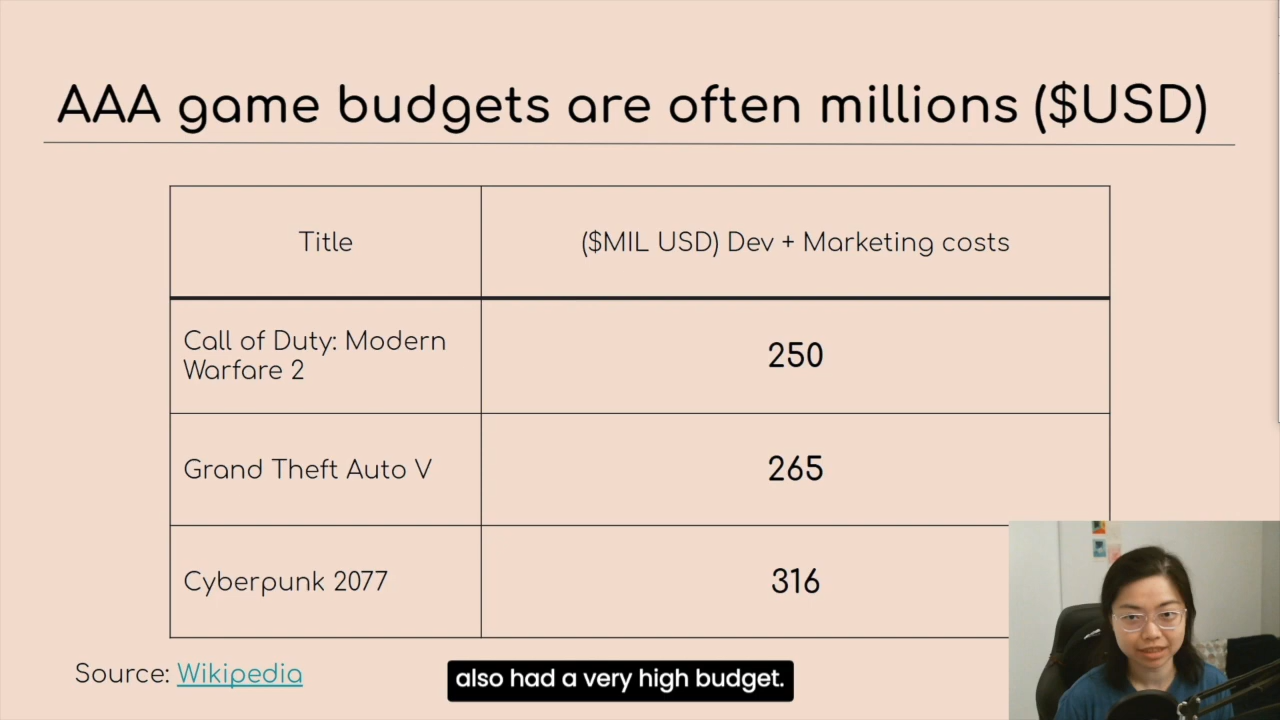 AAA game budgets are often millions ($USD)
Title
($MIL USD) Dev + Marketing costs
Call of Duty: Modern
Warfare 2
250
Grand Theft Auto V
265
Cyberpunk 2077
316
Source: Wikipedia
also had a very high budget.